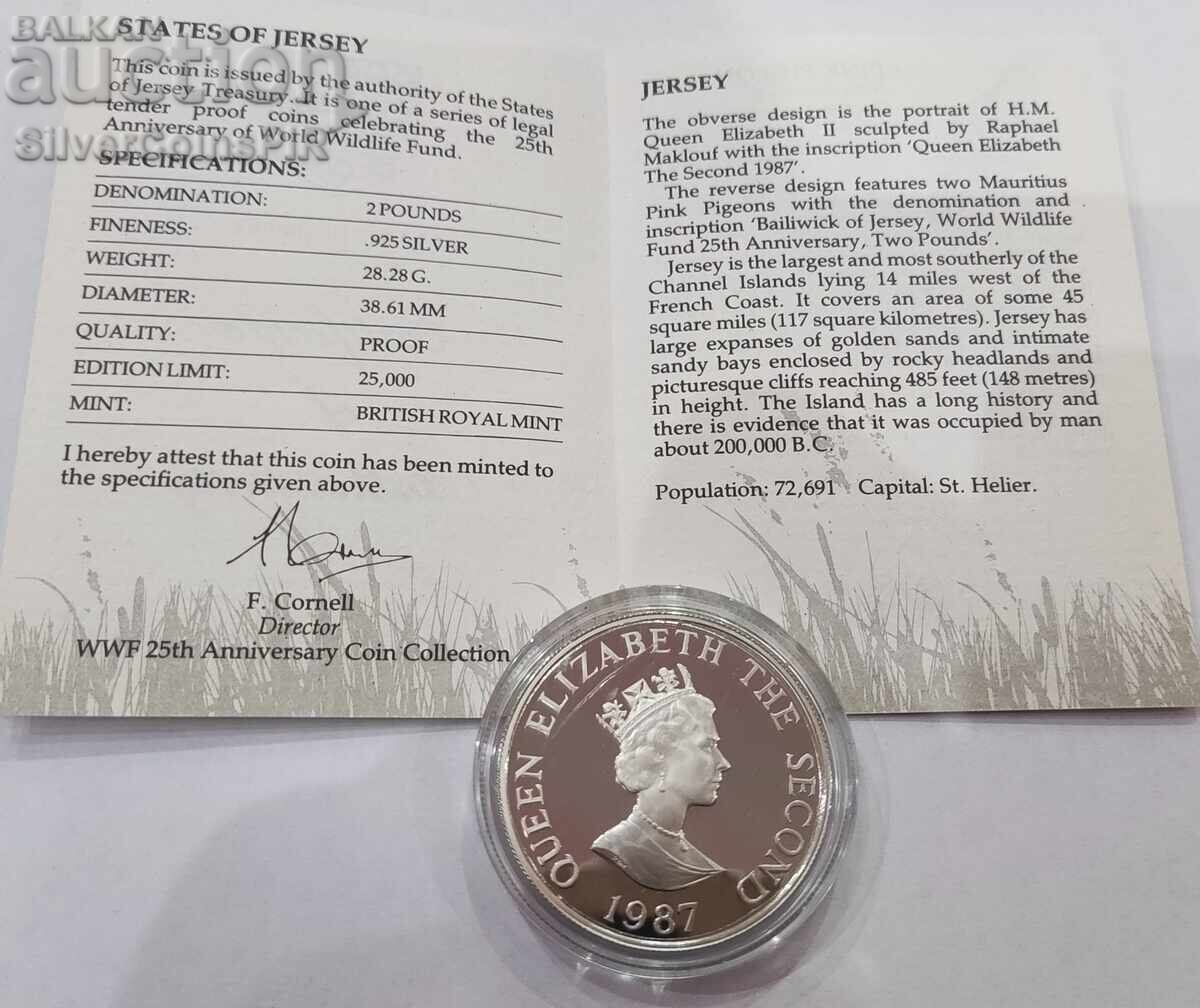 BALKAN
auction
SilverCoinsPIR
STATES OF JERSEY
This coin is issued by the authority of the States
of Jersey Treasury. It is one of a series of legal
tender proof coins celebrating the 25th
Anniversary of World Wildlife Fund.
SPECIFICATIONS:
DENOMINATION: 2 POUNDS
FINENESS: .925 SILVER
WEIGHT: 28.28 G.
DIAMETER: 38.61 MM
QUALITY: PROOF
EDITION LIMIT: 25,000
MINT: BRITISH ROYAL MINT
I hereby attest that this coin has been minted to
the specifications given above.
F. Cornell
Director
WWF 25th Anniversary Coin Collection
JERSEY
The obverse design is the portrait of H.M.
Queen Elizabeth II sculpted by Raphael
Maklouf with the inscription 'Queen Elizabeth
The Second 1987'.
The reverse design features two Mauritius
Pink Pigeons with the denomination and
inscription 'Bailiwick of Jersey, World Wildlife
Fund 25th Anniversary, Two Pounds'.
Jersey is the largest and most southerly of the
Channel Islands lying 14 miles west of the
French Coast. It covers an area of some 45
square miles (117 square kilometres). Jersey has
large expanses of golden sands and intimate
sandy bays enclosed by rocky headlands and
picturesque cliffs reaching 485 feet (148 metres)
in height. The Island has a long history and
there is evidence that it was occupied by man
about 200,000 B.C.
Population: 72,691 Capital: St. Helier.
QUEEN ELIZABETH THE SECOND
1987